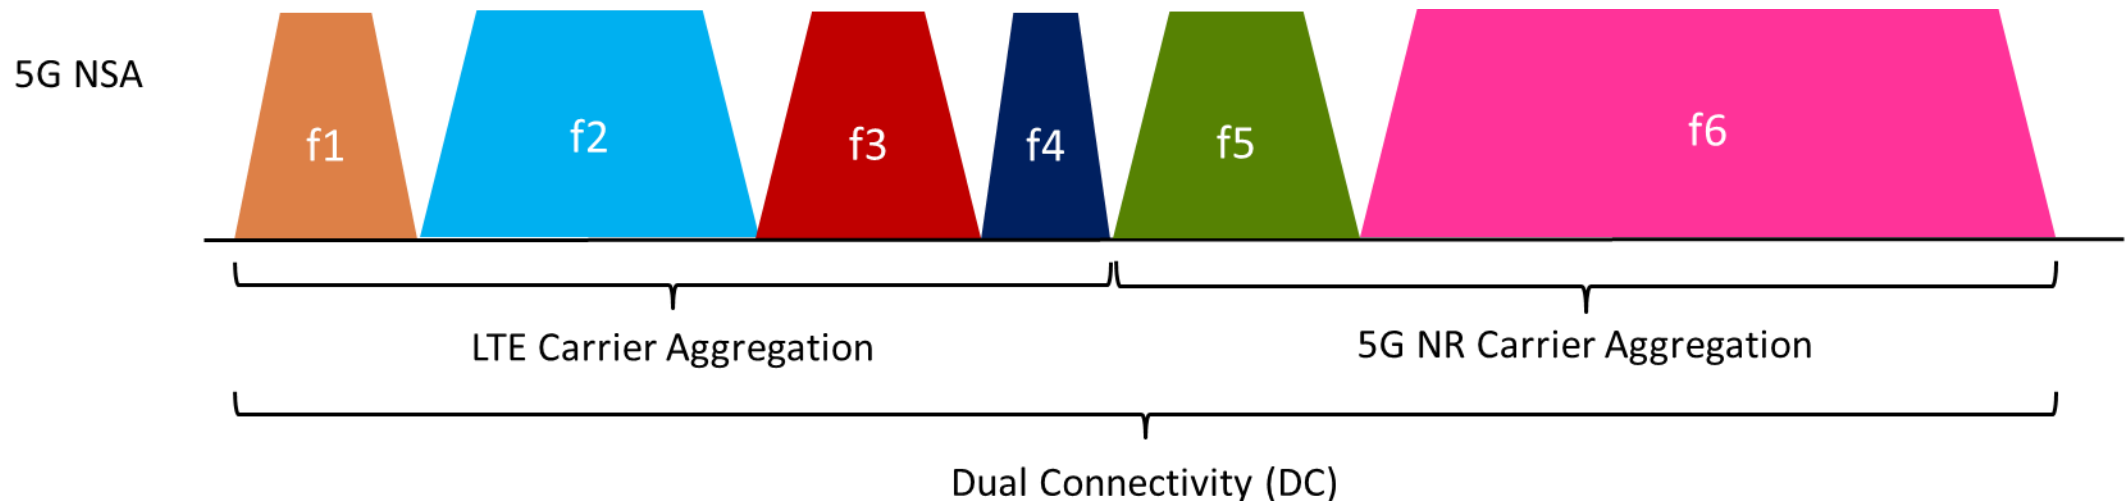 5G NSA
f1
f2
f3
f4
f5
f6
LTE Carrier Aggregation
5G NR Carrier Aggregation
Dual Connectivity (DC)